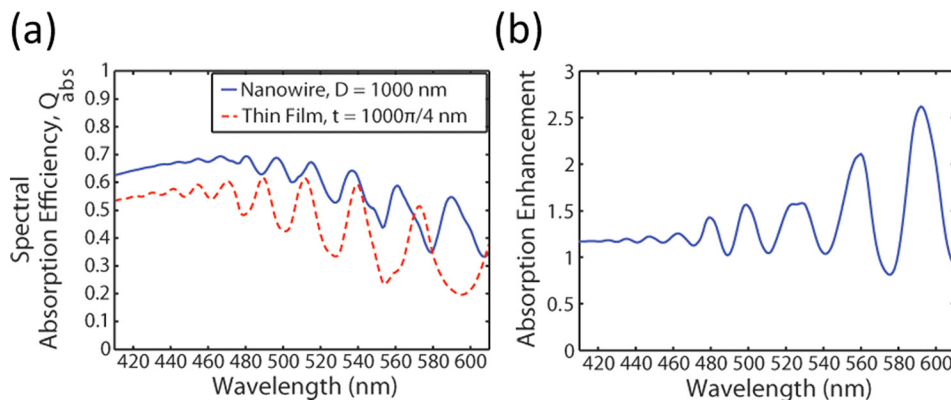 (a)
Spectral
Absorption Efficiency, Q_abs
1
0.9
0.8
0.7
0.6
0.5
0.4
0.3
0.2
0.1
0
Nanowire, D = 1000 nm
Thin Film, t = 1000π/4 nm
420 440 460 480 500 520 540 560 580 600
Wavelength (nm)
(b)
Absorption Enhancement
3
2.5
2
1.5
1
0.5
0
420 440 460 480 500 520 540 560 580 600
Wavelength (nm)